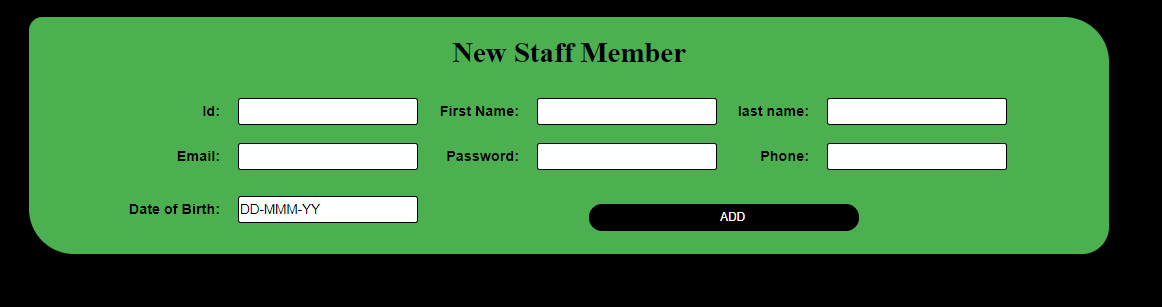 New Staff Member
Id: First Name: last name:
Email: Password: Phone:
Date of Birth: DD-MMM-YY ADD